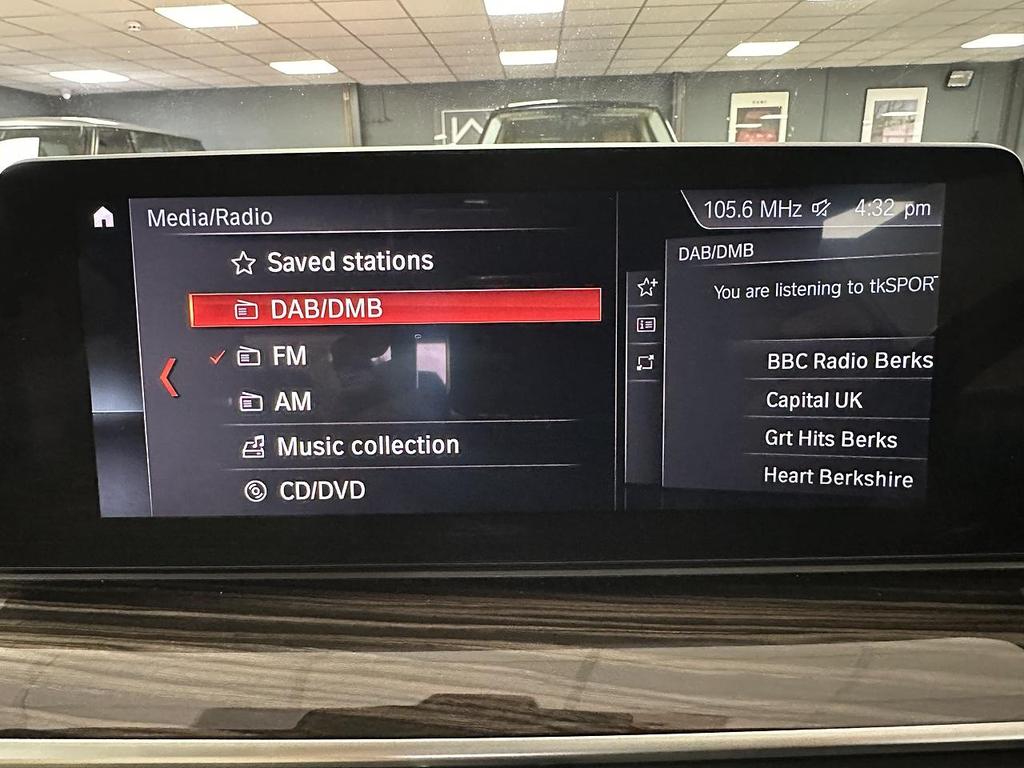 Media/Radio
Saved stations
DAB/DMB
FM
AM
Music collection
CD/DVD
105.6 MHz 4:32 pm
DAB/DMB
You are listening to tkSPORT
BBC Radio Berks
Capital UK
Grt Hits Berks
Heart Berkshire